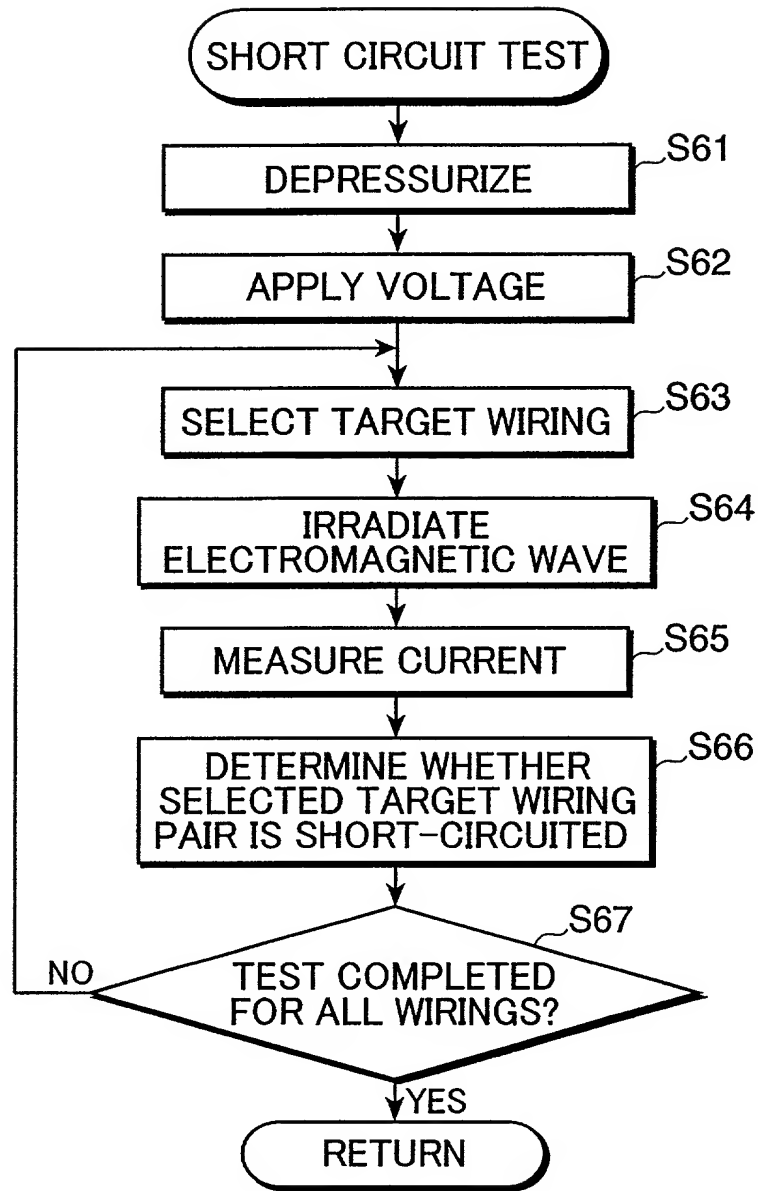 SHORT CIRCUIT TEST
S61
DEPRESSURIZE
S62
APPLY VOLTAGE
S63
SELECT TARGET WIRING
S64
IRRADIATE
ELECTROMAGNETIC WAVE
S65
MEASURE CURRENT
S66
DETERMINE WHETHER
SELECTED TARGET WIRING
PAIR IS SHORT-CIRCUITED
S67
NO
TEST COMPLETED
FOR ALL WIRINGS?
YES
RETURN